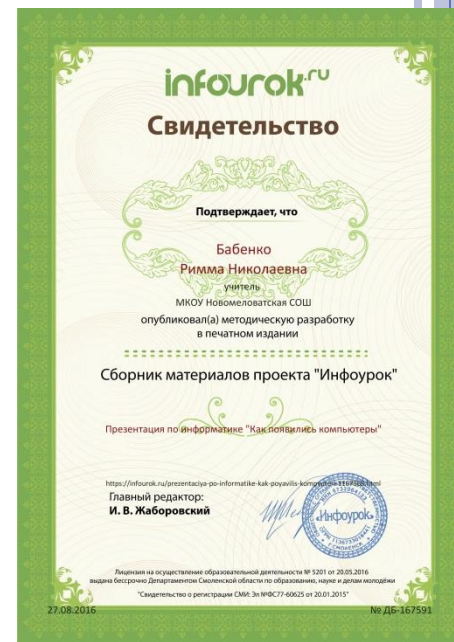 infourok.ru
Свидетельство
Подтверждает, что
Бабенко
Римма Николаевна
учитель
МКОУ Новомеловатская СОШ
опубликовал(а) методическую разработку
в печатном издании
Сборник материалов проекта "Инфоурок"
Презентация по информатике "Как появились компьютеры"
Главный редактор:
И. В. Жаборовский
«Инфоурок»
Лицензия на осуществление образовательной деятельности № 5201 от 20.05.2016
выдана бессрочно Департаментом Смоленской области по образованию, науке и делам молодёжи
"Свидетельство о регистрации СМИ: Эл №ФС77-60625 от 20.01.2015"
27.08.2016
№ ДБ-167591